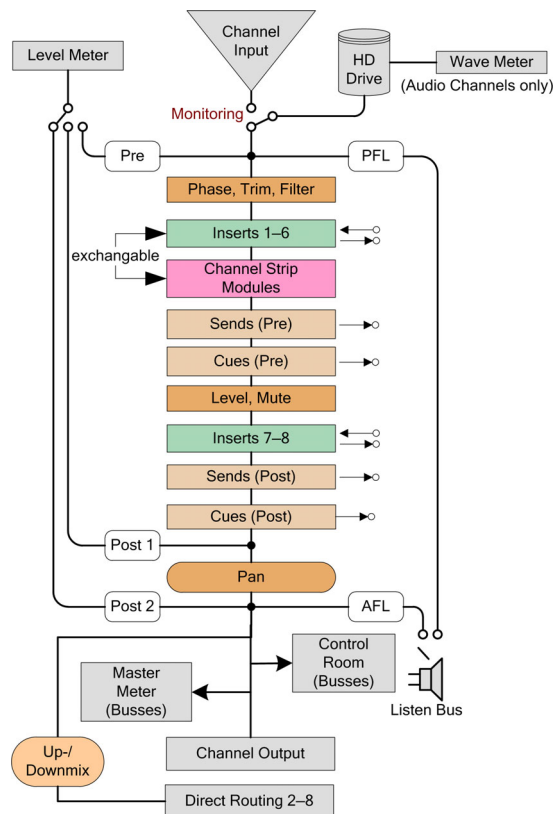 Channel
Input
Level Meter
HD
Drive
Wave Meter
(Audio Channels only)
Monitoring
Pre
PFL
Phase, Trim, Filter
Inserts 1–6
exchangable
Channel Strip
Modules
Sends (Pre)
Cues (Pre)
Level, Mute
Inserts 7–8
Sends (Post)
Cues (Post)
Post 1
Pan
Post 2
AFL
Control
Room
(Busses)
Master
Meter
(Busses)
Listen Bus
Up-/
Downmix
Channel Output
Direct Routing 2–8